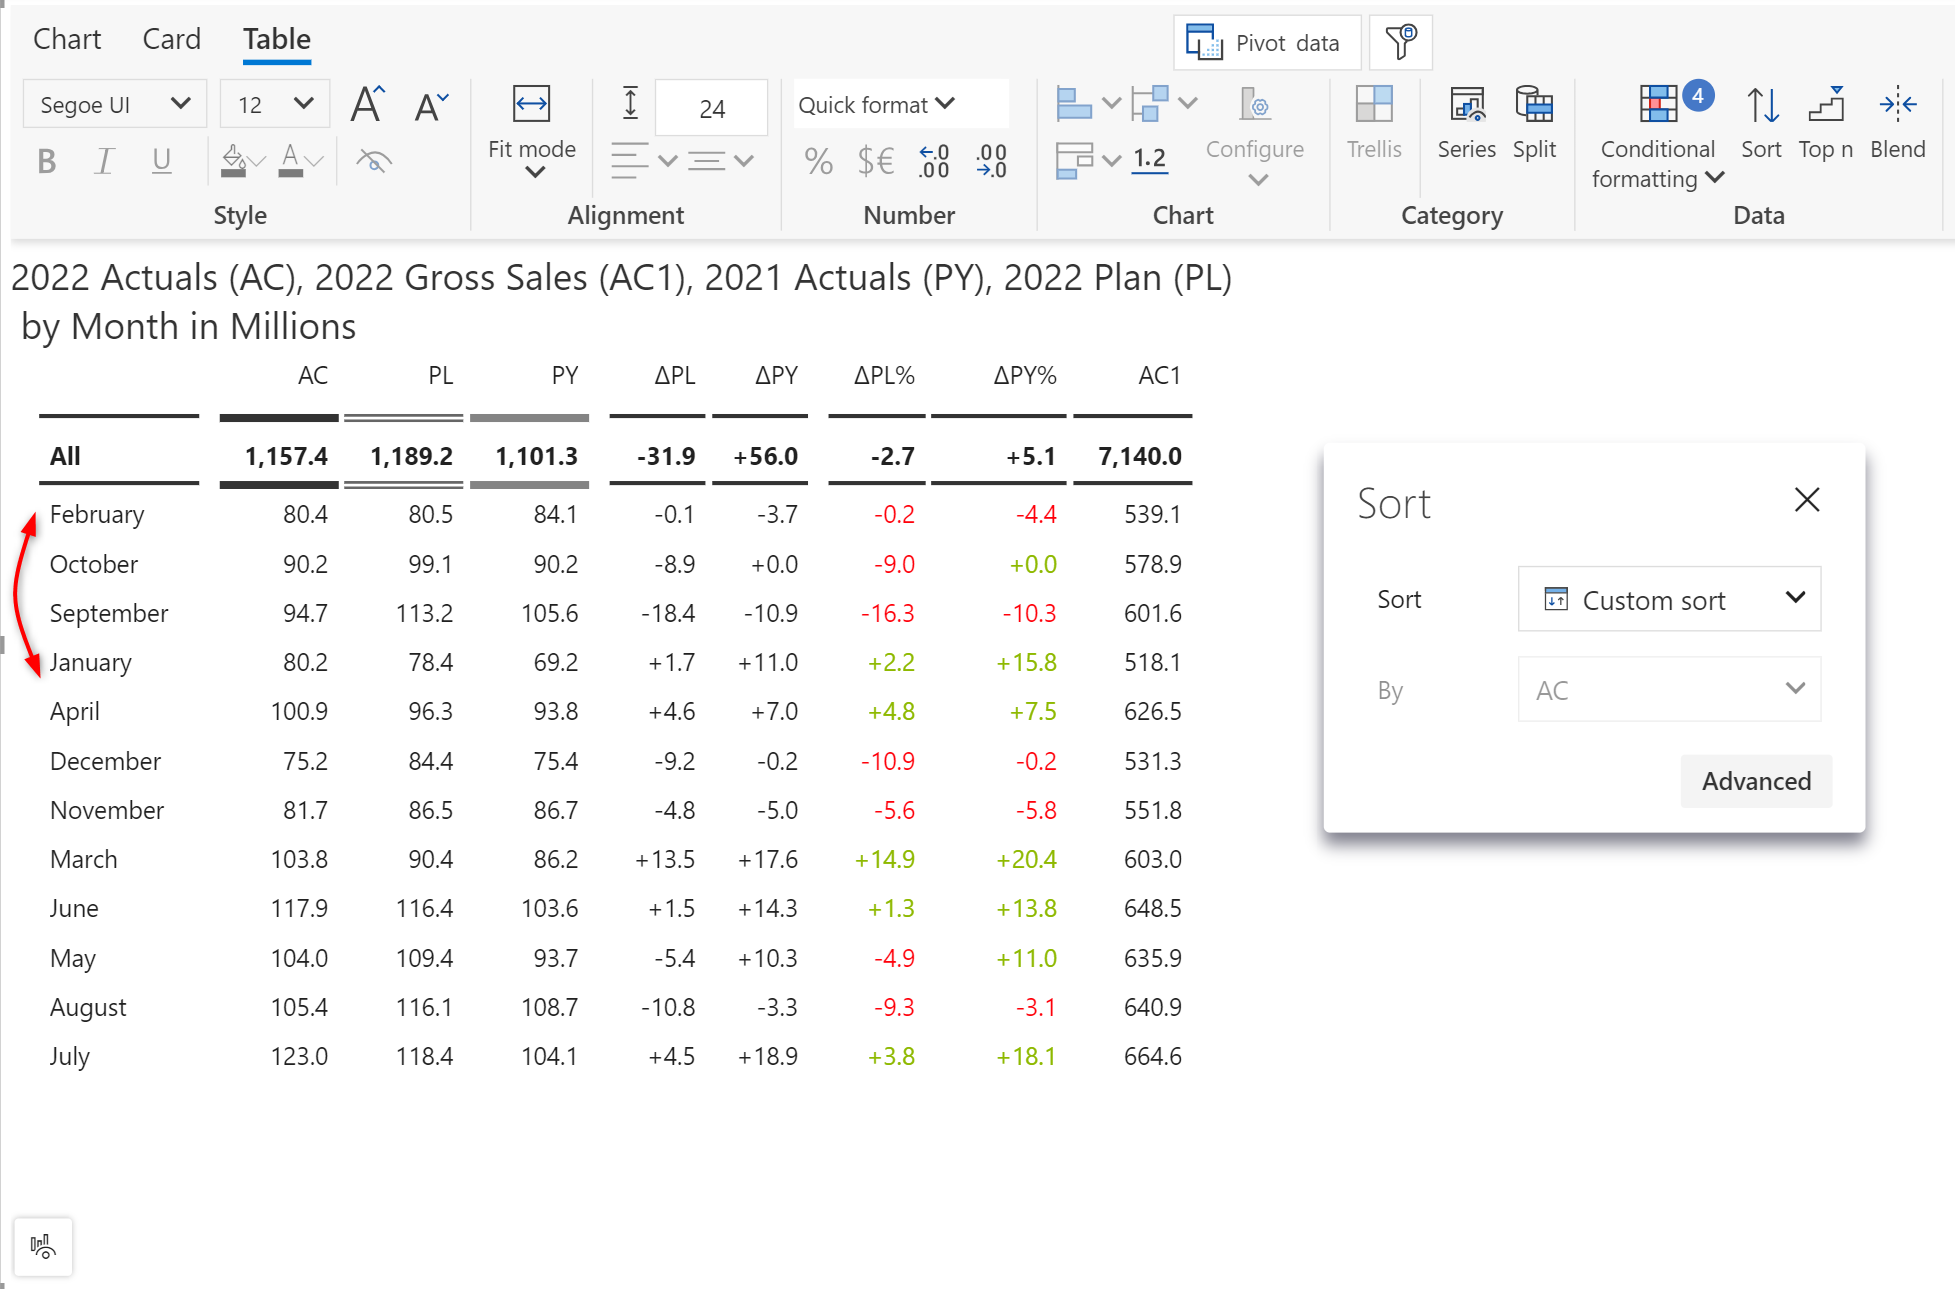 Chart Card Table
Pivot data
Segoe UI 12 A A 24 Quick format 4
B I U A Fit mode % $€ .0 .00 .00 .0 1.2 Configure Trellis Series Split Conditional formatting Sort Top n Blend
Style Alignment Number Chart Category Data
2022 Actuals (AC), 2022 Gross Sales (AC1), 2021 Actuals (PY), 2022 Plan (PL)
by Month in Millions
AC PL PY ΔPL ΔPY ΔPL% ΔPY% AC1
All 1,157.4 1,189.2 1,101.3 -31.9 +56.0 -2.7 +5.1 7,140.0
February 80.4 80.5 84.1 -0.1 -3.7 -0.2 -4.4 539.1
October 90.2 99.1 90.2 -8.9 +0.0 -9.0 +0.0 578.9
September 94.7 113.2 105.6 -18.4 -10.9 -16.3 -10.3 601.6
January 80.2 78.4 69.2 +1.7 +11.0 +2.2 +15.8 518.1
April 100.9 96.3 93.8 +4.6 +7.0 +4.8 +7.5 626.5
December 75.2 84.4 75.4 -9.2 -0.2 -10.9 -0.2 531.3
November 81.7 86.5 86.7 -4.8 -5.0 -5.6 -5.8 551.8
March 103.8 90.4 86.2 +13.5 +17.6 +14.9 +20.4 603.0
June 117.9 116.4 103.6 +1.5 +14.3 +1.3 +13.8 648.5
May 104.0 109.4 93.7 -5.4 +10.3 -4.9 +11.0 635.9
August 105.4 116.1 108.7 -10.8 -3.3 -9.3 -3.1 640.9
July 123.0 118.4 104.1 +4.5 +18.9 +3.8 +18.1 664.6
Sort
Sort Custom sort
By AC
Advanced